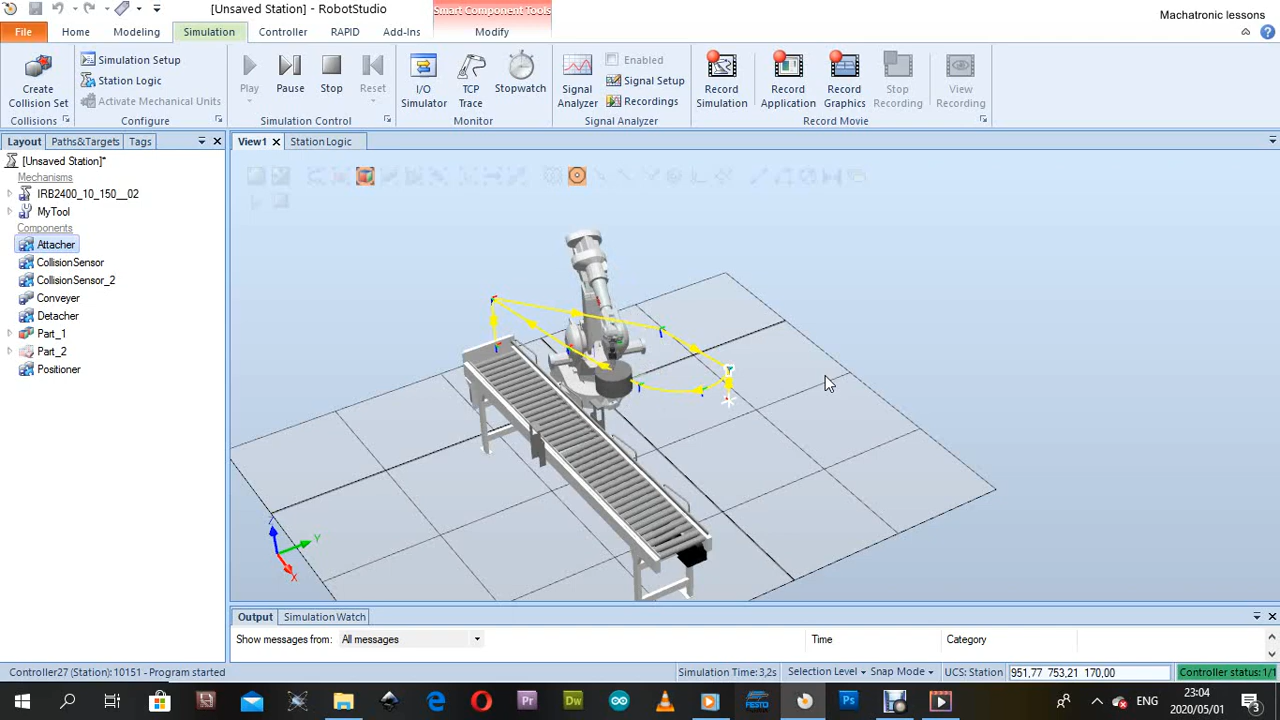 [Unsaved Station] - RobotStudio
Smart Component Tools
Machatronic lessons
File
Home
Modeling
Simulation
Controller
RAPID
Add-Ins
Modify
Create
Collision Set
Collisions
Simulation Setup
Station Logic
Activate Mechanical Units
Configure
Play
Pause
Stop
Reset
Simulation Control
I/O
Simulator
TCP
Trace
Stopwatch
Monitor
Signal
Analyzer
Enabled
Signal Setup
Recordings
Signal Analyzer
Record
Simulation
Record
Application
Record
Graphics
Stop
Recording
View
Recording
Record Movie
Layout
Paths&Targets
Tags
View1
Station Logic
[Unsaved Station]*
Mechanisms
IRB2400_10_150__02
MyTool
Components
Attacher
CollisionSensor
CollisionSensor_2
Conveyer
Detacher
Part_1
Part_2
Positioner
Z
Y
X
Output
Simulation Watch
Show messages from:
All messages
Time
Category
Controller27 (Station): 10151 - Program started
Simulation Time: 3,2s
Selection Level
Snap Mode
UCS: Station
951,77 753,21 170,00
Controller status: 1/1
Pr
Dw
FESTO
Ps
ENG
23:04
2020/05/01
3